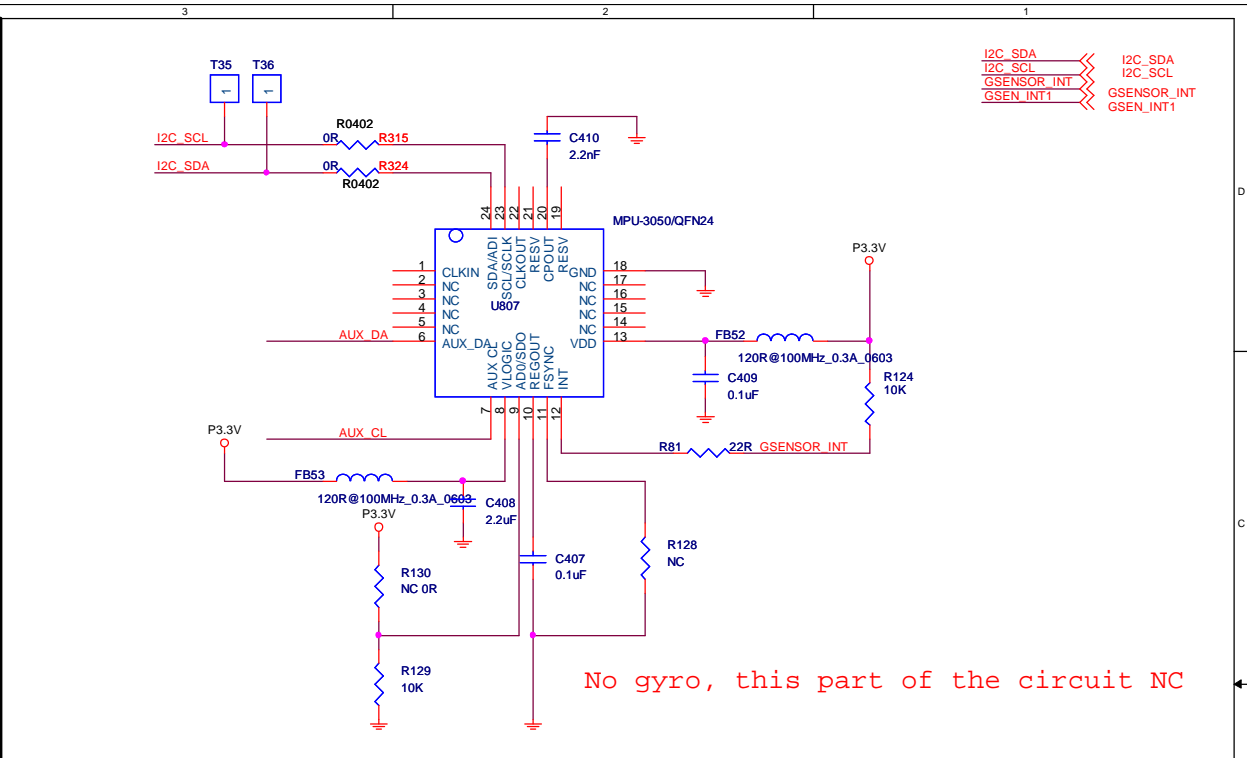 3
2
1
T35
T36
1
1
I2C_SDA
I2C_SCL
GSENSOR_INT
GSEN_INT1
I2C_SDA
I2C_SCL
GSENSOR_INT
GSEN_INT1
R0402
I2C_SCL
0R
R315
I2C_SDA
0R
R324
R0402
C410
2.2nF
D
24
23
22
21
20
19
MPU-3050/QFN24
SDA/ADI
SCL/SCLK
CLKOUT
RESV
CPOUT
RESV
P3.3V
1
CLKIN
2
NC
3
NC
4
NC
5
NC
6
AUX_DA
AUX_DA
U807
GND
18
NC
17
NC
16
NC
15
NC
14
VDD
13
FB52
120R@100MHz_0.3A_0603
AUX CL
VLOGIC
AD0/SDO
REGOUT
FSYNC
INT
7
8
9
10
11
12
C409
0.1uF
R124
10K
P3.3V
AUX_CL
R81
22R
GSENSOR_INT
FB53
120R@100MHz_0.3A_0603
C408
2.2uF
P3.3V
C
R128
NC
C407
0.1uF
R130
NC 0R
R129
10K
No gyro, this part of the circuit NC